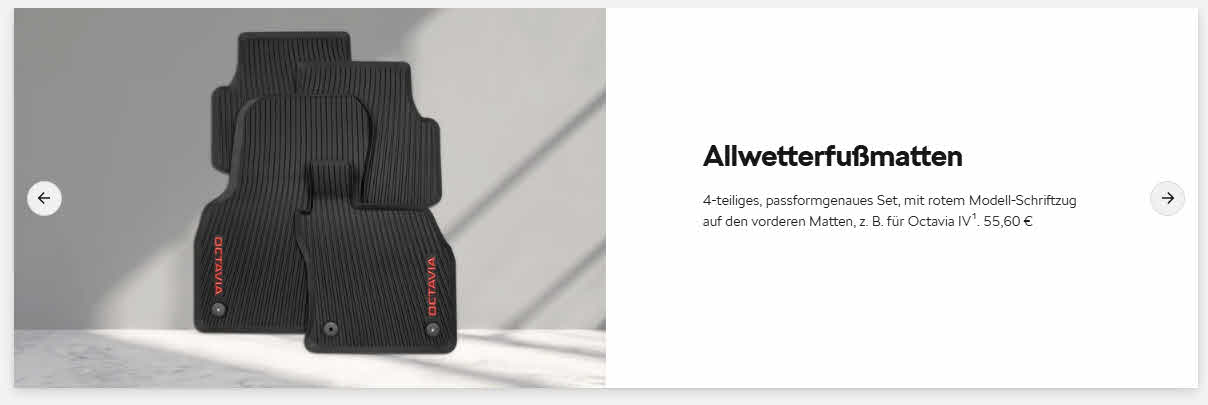 Allwetterfußmatten
4-teiliges, passformgenaues Set, mit rotem Modell-Schriftzug
auf den vorderen Matten, z. B. für Octavia IV¹. 55,60 €
OCTAVIA
OCTAVIA